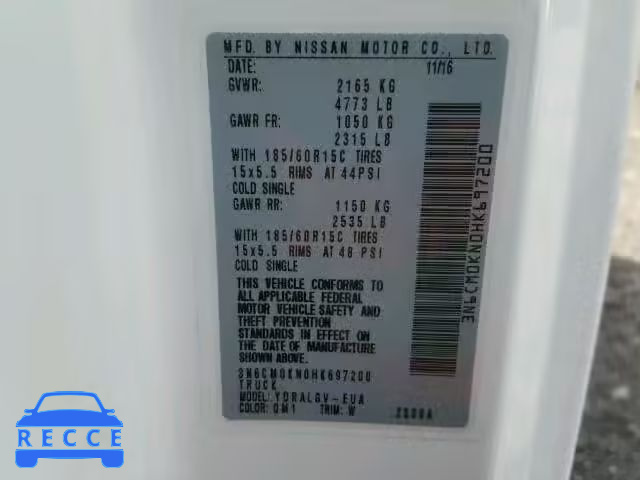 MFD. BY NISSAN MOTOR CO., LTD.
DATE: 11/16
GVWR: 2165 KG
4773 LB
GAWR FR: 1050 KG
2315 LB
WITH 185/60R15C TIRES
15x5.5 RIMS AT 44PSI
COLD SINGLE
GAWR RR: 1150 KG
2535 LB
WITH 185/60R15C TIRES
15x5.5 RIMS AT 48 PSI
COLD SINGLE
THIS VEHICLE CONFORMS TO
ALL APPLICABLE FEDERAL
MOTOR VEHICLE SAFETY AND
THEFT PREVENTION
STANDARDS IN EFFECT ON
THE DATE OF MANUFACTURE
SHOWN ABOVE.
3N6CM0KN0HK697200
TRUCK
MODEL: YDRALGV-EUA
COLOR: QM1 TRIM: W
3N6CM0KN0HK697200
RECCE